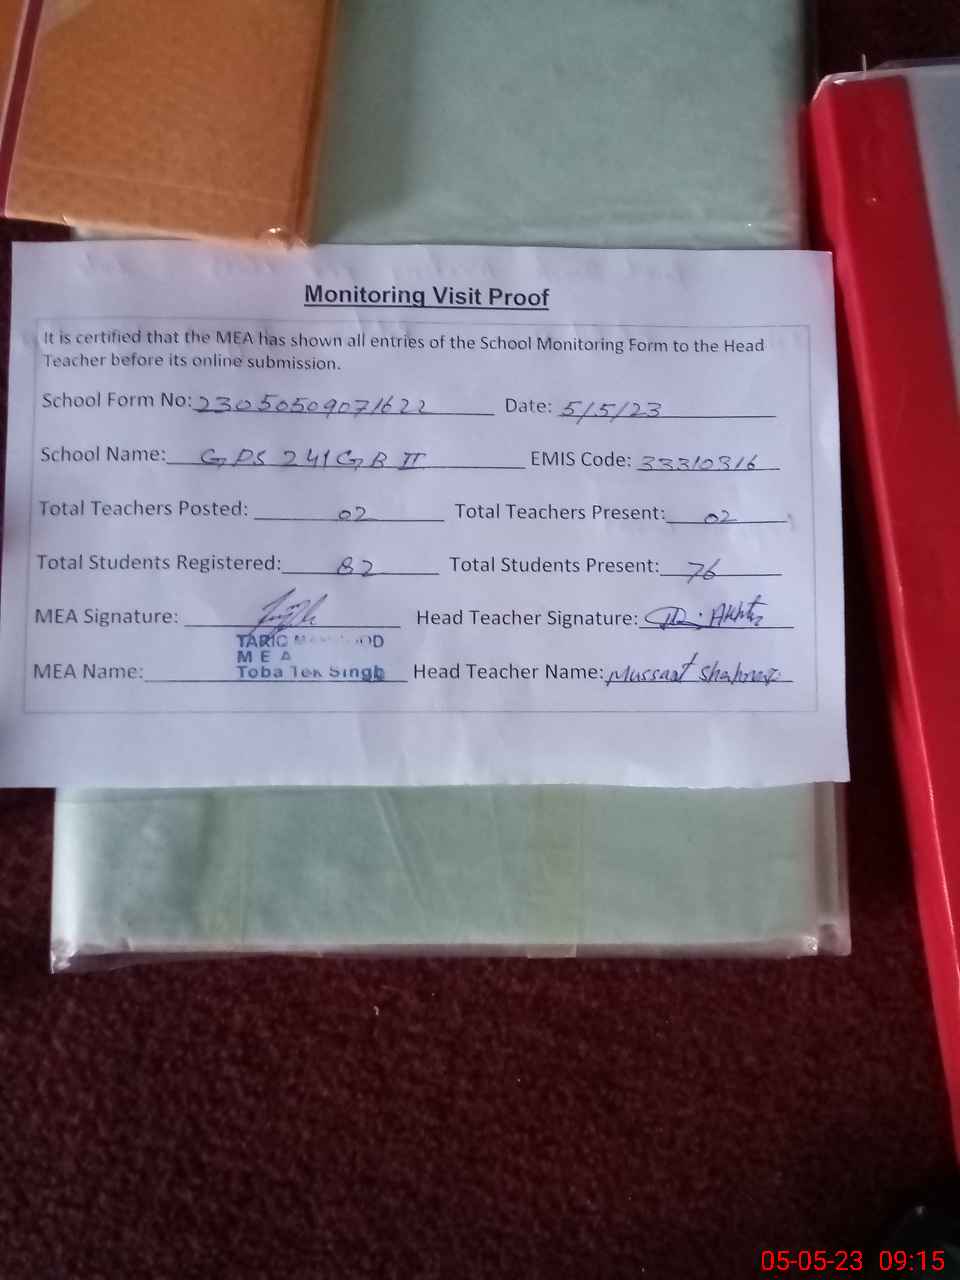 Monitoring Visit Proof
It is certified that the MEA has shown all entries of the School Monitoring Form to the Head
Teacher before its online submission.
School Form No: 23050509071622 Date: 5/5/23
School Name: GPS 241 GB II EMIS Code: 33310316
Total Teachers Posted: 02 Total Teachers Present: 02
Total Students Registered: 82 Total Students Present: 76
MEA Signature: Head Teacher Signature: Akhtr
TARIQ
MEA
MEA Name: Toba Tek Singh Head Teacher Name: Mussarat Shahnaz
05-05-23 09:15